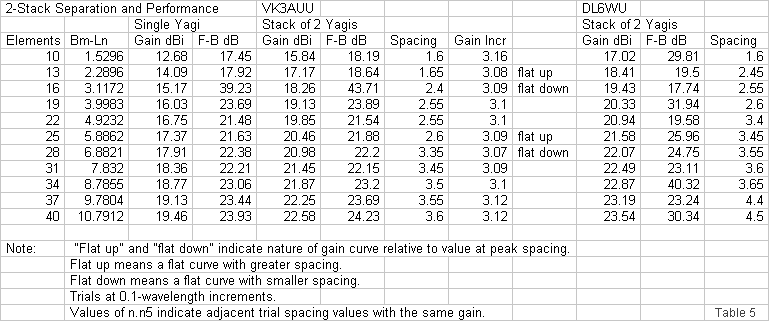 2-Stack Separation and Performance VK3AUU DL6WU
Single Yagi Stack of 2 Yagis Stack of 2 Yagis
Elements Bm-Ln Gain dBi F-B dB Gain dBi F-B dB Spacing Gain Incr Gain dBi F-B dB Spacing
10 1.5296 12.68 17.45 15.84 18.19 1.6 3.16 17.02 29.81 1.6
13 2.2896 14.09 17.92 17.17 18.64 1.65 3.08 flat up 18.41 19.5 2.45
16 3.1172 15.17 39.23 18.26 43.71 2.4 3.09 flat down 19.43 17.74 2.55
19 3.9983 16.03 23.69 19.13 23.89 2.55 3.1 20.33 31.94 2.6
22 4.9232 16.75 21.48 19.85 21.54 2.55 3.1 20.94 19.58 3.4
25 5.8862 17.37 21.63 20.46 21.88 2.6 3.09 flat up 21.58 25.96 3.45
28 6.8821 17.91 22.38 20.98 22.2 3.35 3.07 flat down 22.07 24.75 3.55
31 7.832 18.36 22.21 21.45 22.15 3.45 3.09 22.49 23.11 3.6
34 8.7855 18.77 23.06 21.87 23.2 3.5 3.1 22.87 40.32 3.65
37 9.7804 19.13 23.44 22.25 23.69 3.55 3.12 23.19 23.24 4.4
40 10.7912 19.46 23.93 22.58 24.23 3.6 3.12 23.54 30.34 4.5
Note: "Flat up" and "flat down" indicate nature of gain curve relative to value at peak spacing.
Flat up means a flat curve with greater spacing.
Flat down means a flat curve with smaller spacing.
Trials at 0.1-wavelength increments.
Values of n.n5 indicate adjacent trial spacing values with the same gain. Table 5